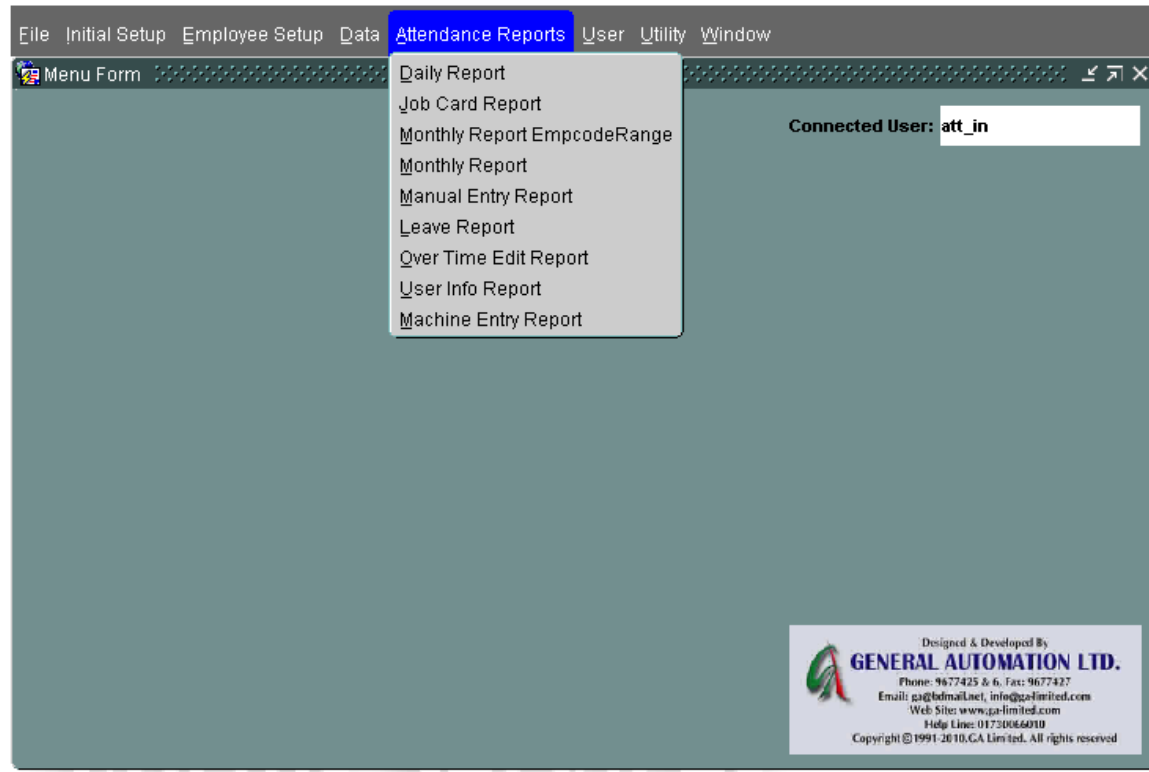 File Initial Setup Employee Setup Data Attendance Reports User Utility Window
Menu Form
Daily Report
Job Card Report
Monthly Report EmpcodeRange
Monthly Report
Manual Entry Report
Leave Report
Over Time Edit Report
User Info Report
Machine Entry Report
Connected User: att_in
Designed & Developed By
GENERAL AUTOMATION LTD.
Phone: 9677425 & 6, Fax: 9677427
Email: ga@bdmail.net, info@ga-limited.com
Web Site: www.ga-limited.com
Help Line: 01730066010
Copyright © 1991-2010.GA Limited. All rights reserved